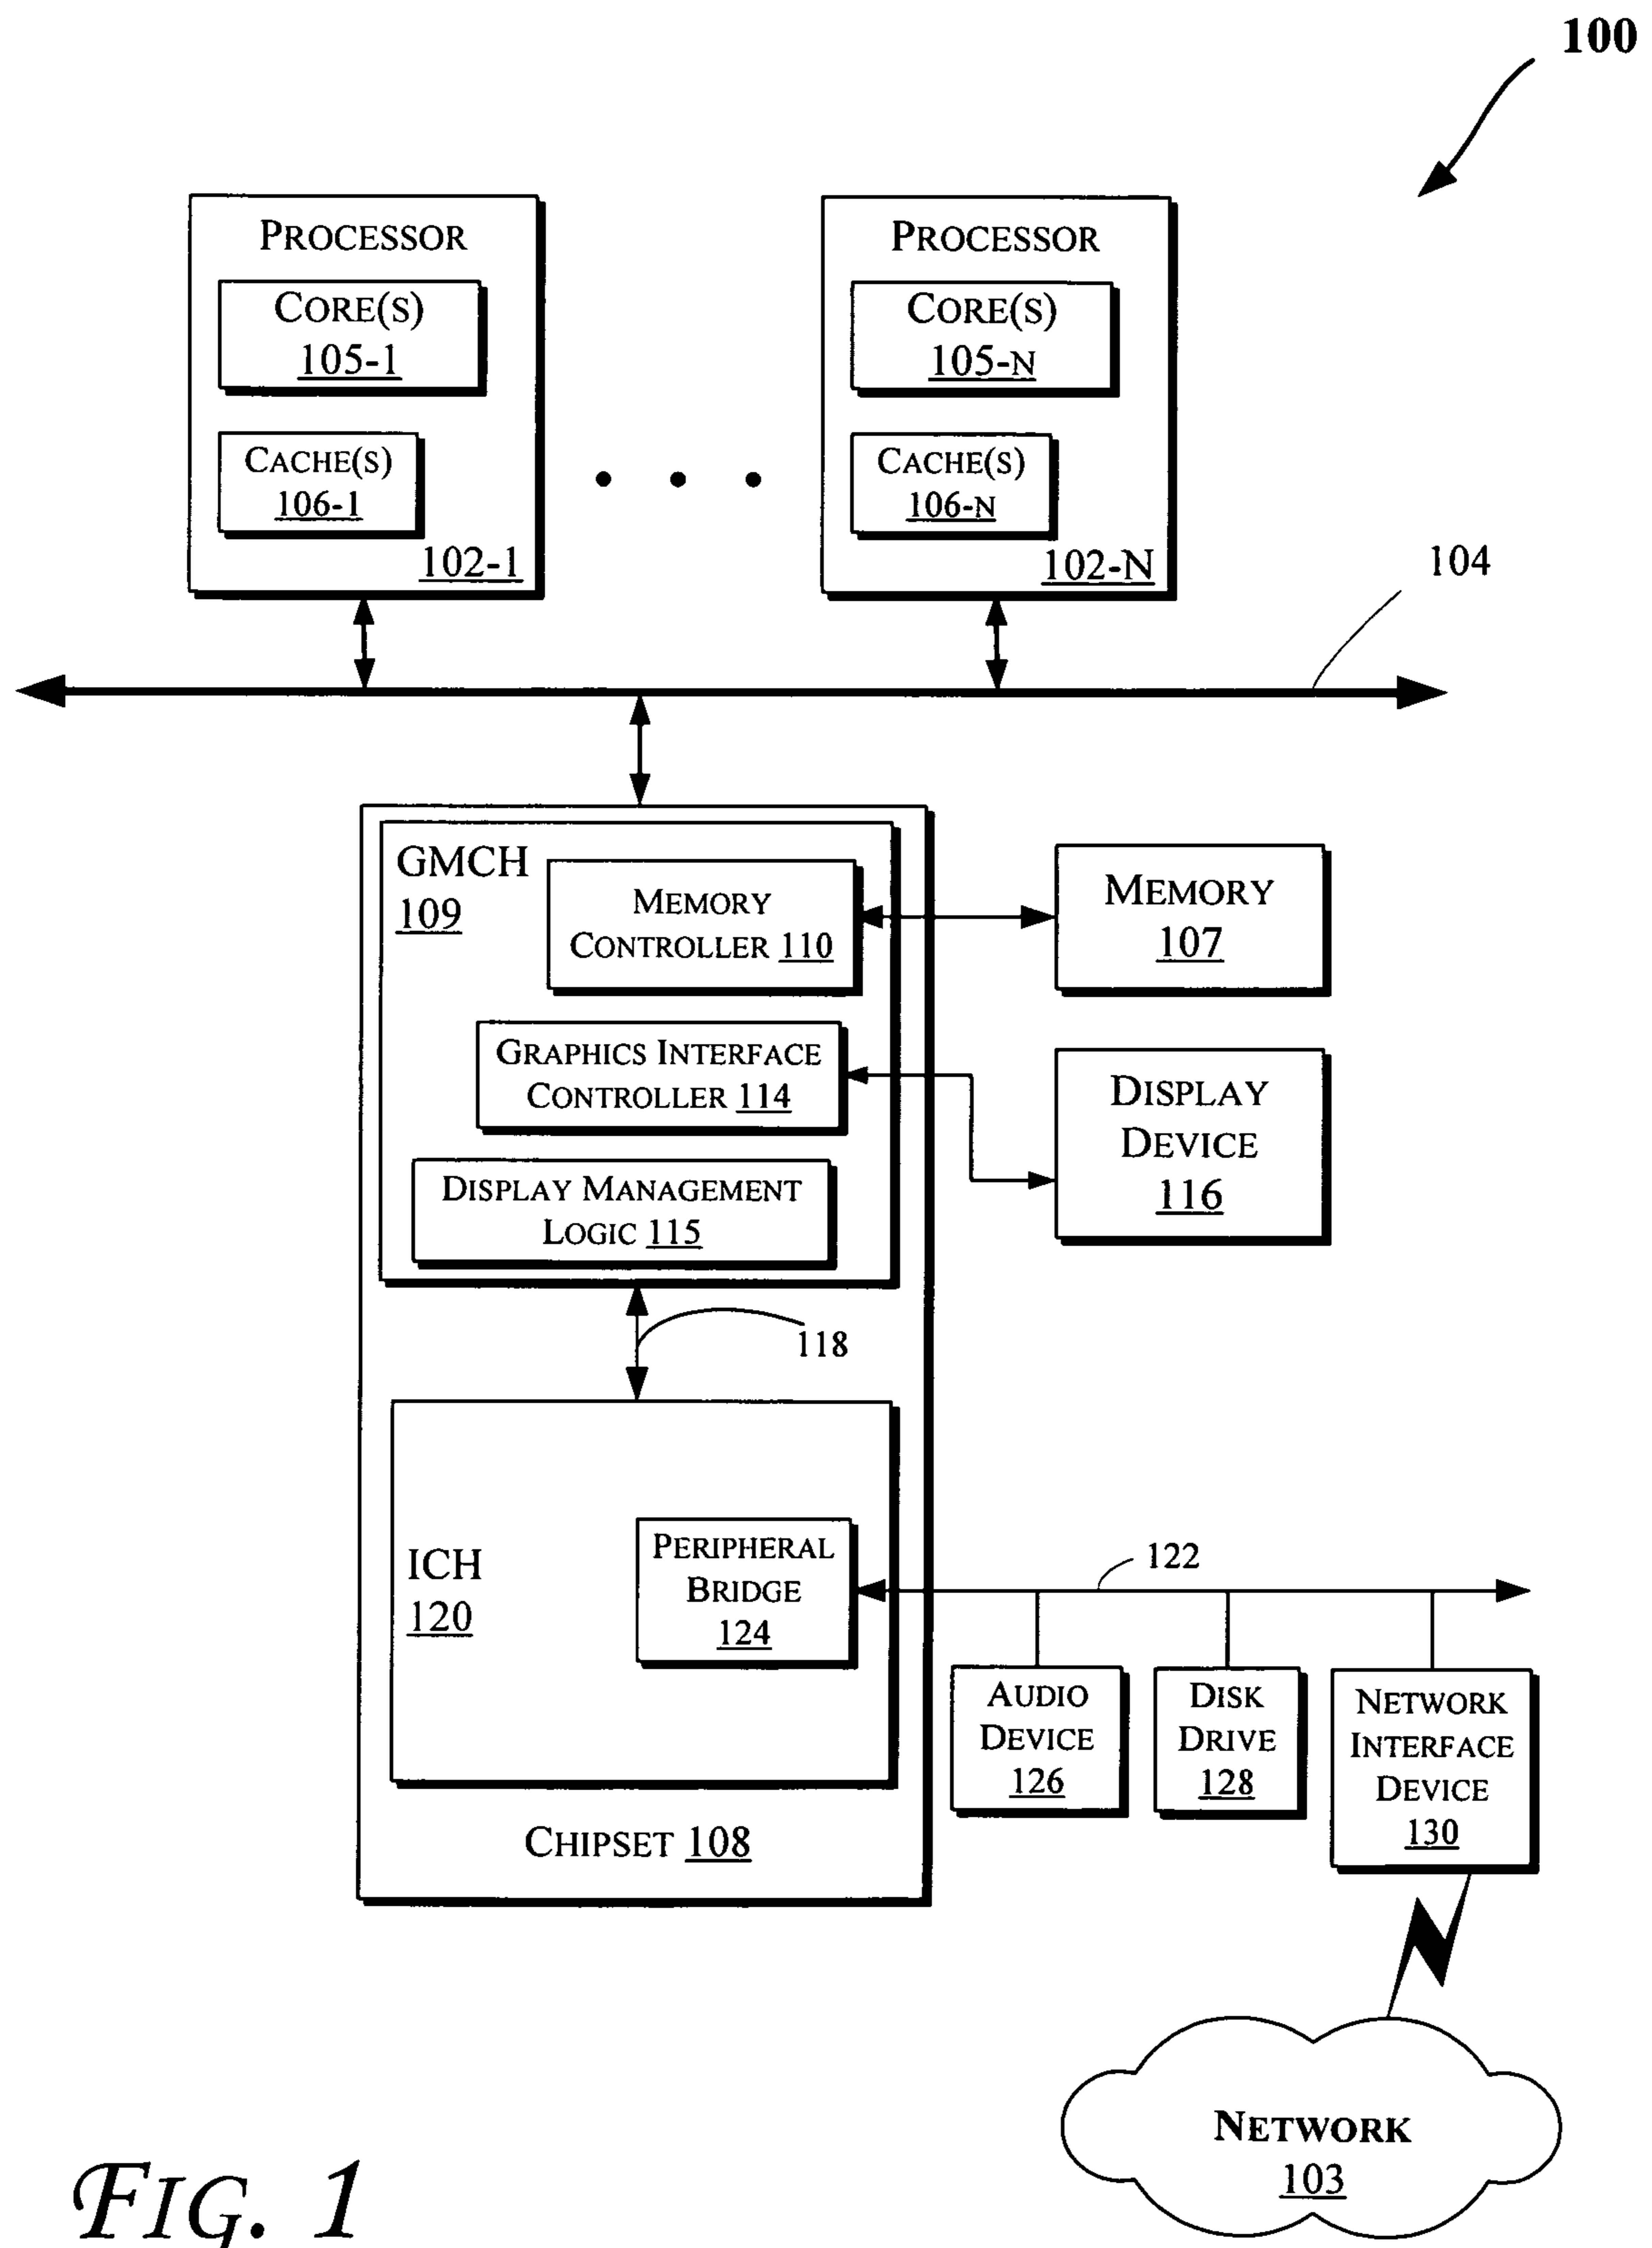 100
PROCESSOR
CORE(S)
105-1
CACHE(S)
106-1
102-1
PROCESSOR
CORE(S)
105-N
CACHE(S)
106-N
102-N
104
GMCH
109
MEMORY
CONTROLLER 110
GRAPHICS INTERFACE
CONTROLLER 114
DISPLAY MANAGEMENT
LOGIC 115
MEMORY
107
DISPLAY
DEVICE
116
118
ICH
120
PERIPHERAL
BRIDGE
124
122
AUDIO
DEVICE
126
DISK
DRIVE
128
NETWORK
INTERFACE
DEVICE
130
CHIPSET 108
NETWORK
103
FIG. 1